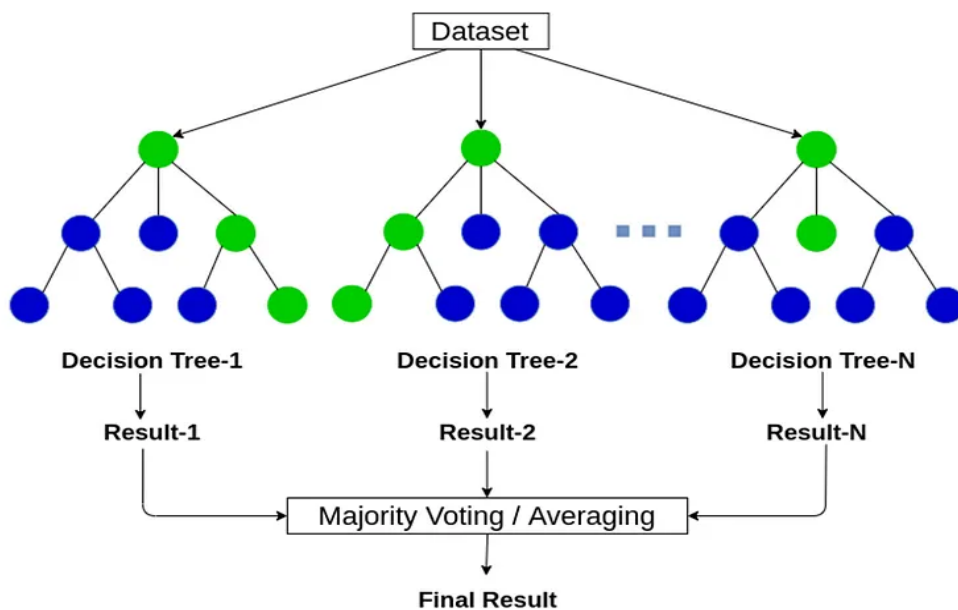 Dataset
Decision Tree-1
Decision Tree-2
Decision Tree-N
Result-1
Result-2
Result-N
Majority Voting / Averaging
Final Result